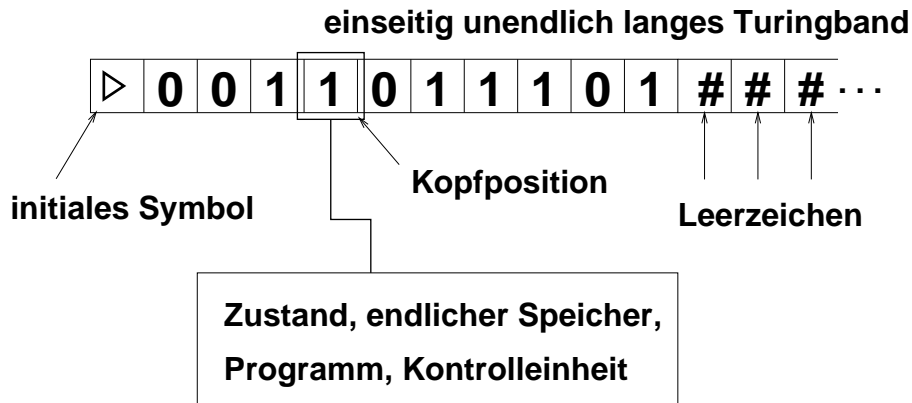 einseitig unendlich langes Turingband
▷ 0 0 1 1 0 1 1 1 0 1 # # # ...
Kopfposition
initiales Symbol
Leerzeichen
Zustand, endlicher Speicher,
Programm, Kontrolleinheit